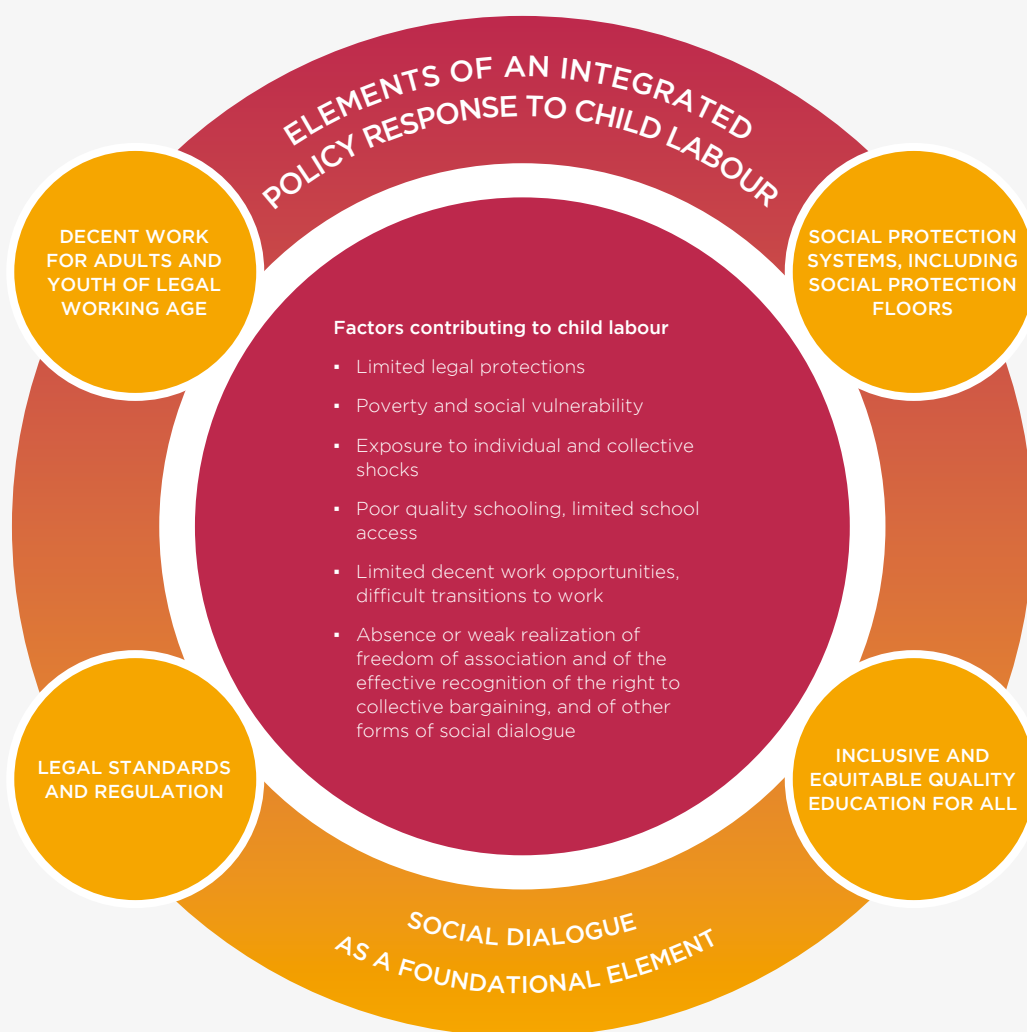 ELEMENTS OF AN INTEGRATED
POLICY RESPONSE TO CHILD LABOUR
DECENT WORK
FOR ADULTS AND
YOUTH OF LEGAL
WORKING AGE
SOCIAL PROTECTION
SYSTEMS, INCLUDING
SOCIAL PROTECTION
FLOORS
Factors contributing to child labour
▪ Limited legal protections
▪ Poverty and social vulnerability
▪ Exposure to individual and collective
shocks
▪ Poor quality schooling, limited school
access
▪ Limited decent work opportunities,
difficult transitions to work
▪ Absence or weak realization of
freedom of association and of the
effective recognition of the right to
collective bargaining, and of other
forms of social dialogue
LEGAL STANDARDS
AND REGULATION
INCLUSIVE AND
EQUITABLE QUALITY
EDUCATION FOR ALL
SOCIAL DIALOGUE
AS A FOUNDATIONAL ELEMENT